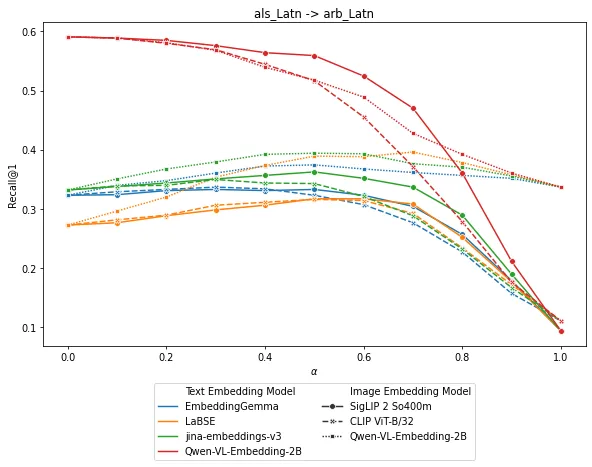 als_Latn -> arb_Latn
Recall@1
0.6
0.5
0.4
0.3
0.2
0.1
0.0 0.2 0.4 0.6 0.8 1.0
α
Text Embedding Model Image Embedding Model
EmbeddingGemma SigLIP 2 So400m
LaBSE CLIP ViT-B/32
jina-embeddings-v3 Qwen-VL-Embedding-2B
Qwen-VL-Embedding-2B